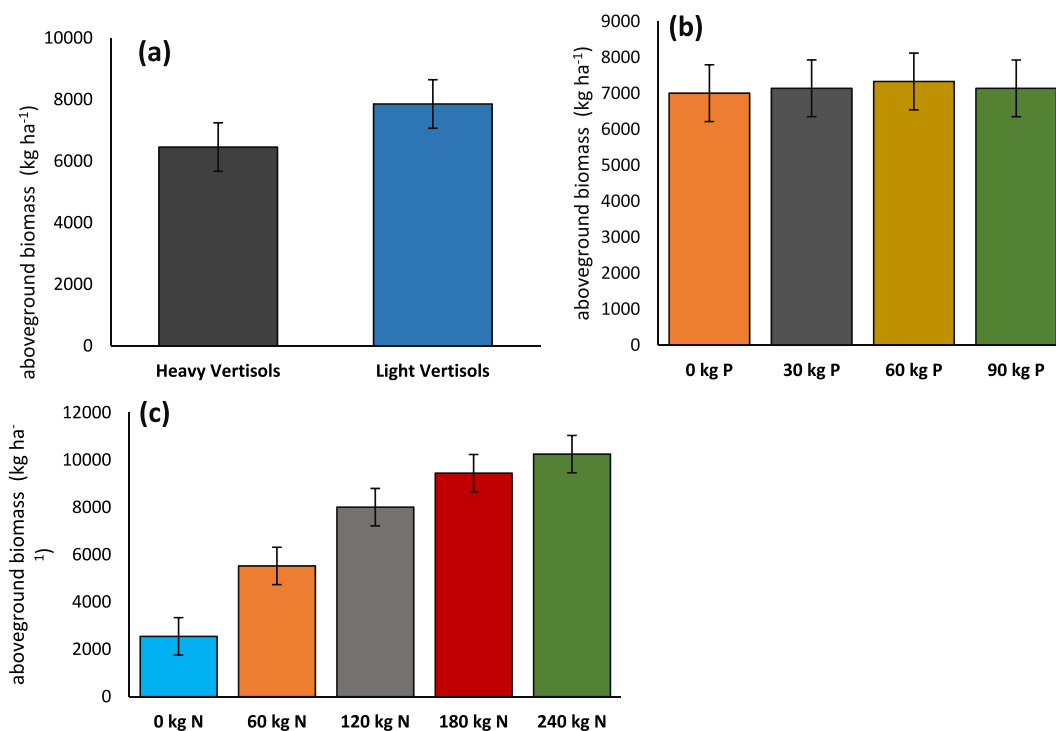 (a)
aboveground biomass (kg ha-1)
10000
8000
6000
4000
2000
0
Heavy Vertisols Light Vertisols
(b)
aboveground biomass (kg ha-1)
9000
8000
7000
6000
5000
4000
3000
2000
1000
0
0 kg P 30 kg P 60 kg P 90 kg P
(c)
aboveground biomass (kg ha-
1)
12000
10000
8000
6000
4000
2000
0
0 kg N 60 kg N 120 kg N 180 kg N 240 kg N